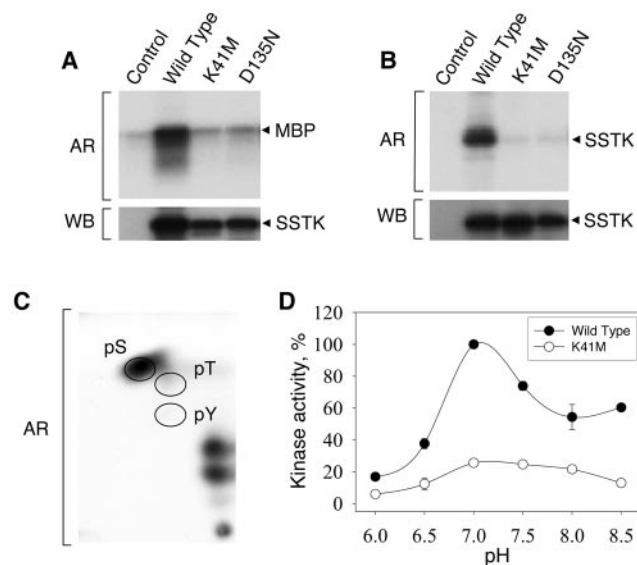 A
Control
Wild Type
K41M
D135N
AR
MBP
WB
SSTK
B
Control
Wild Type
K41M
D135N
AR
SSTK
WB
SSTK
C
AR
pS
pT
pY
D
Kinase activity, %
120
100
80
60
40
20
0
Wild Type
K41M
6.0 6.5 7.0 7.5 8.0 8.5
pH